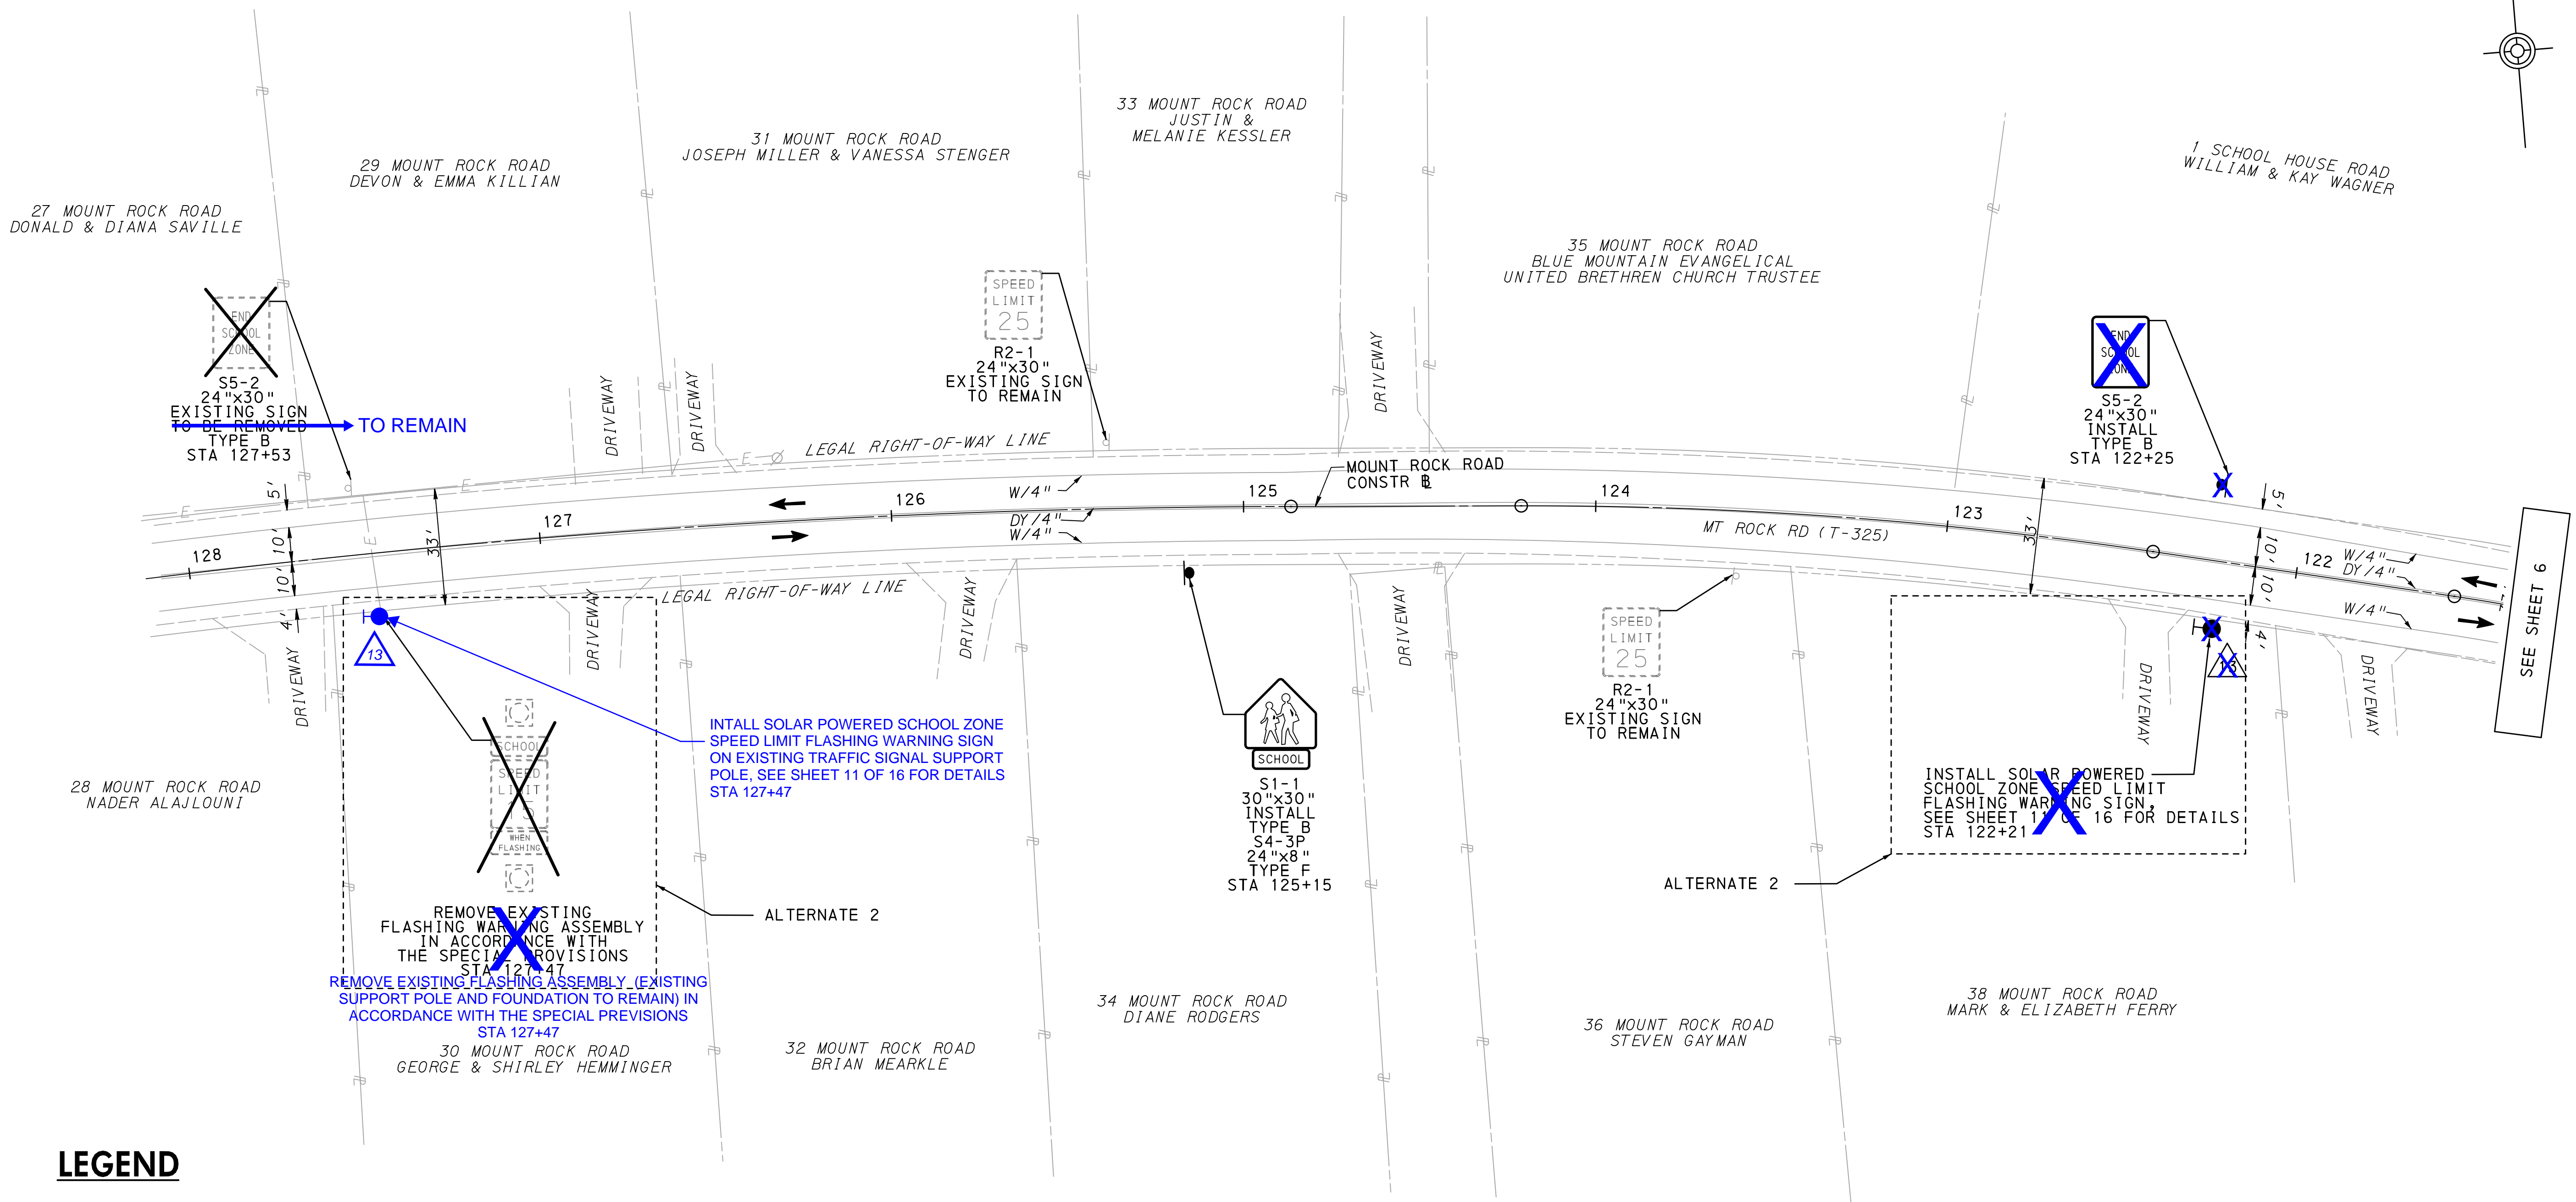 33 MOUNT ROCK ROAD
JUSTIN &
MELANIE KESSLER
31 MOUNT ROCK ROAD
JOSEPH MILLER & VANESSA STENGER
29 MOUNT ROCK ROAD
DEVON & EMMA KILLIAN
27 MOUNT ROCK ROAD
DONALD & DIANA SAVILLE
1 SCHOOL HOUSE ROAD
WILLIAM & KAY WAGNER
35 MOUNT ROCK ROAD
BLUE MOUNTAIN EVANGELICAL
UNITED BRETHREN CHURCH TRUSTEE
END
SCHOOL
ZONE
S5-2
24"x30"
EXISTING SIGN
TO BE REMOVED
TO REMAIN
TYPE B
STA 127+53
SPEED
LIMIT
25
R2-1
24"x30"
EXISTING SIGN
TO REMAIN
END
SCHOOL
ZONE
S5-2
24"x30"
INSTALL
TYPE B
STA 122+25
DRIVEWAY
DRIVEWAY
DRIVEWAY
LEGAL RIGHT-OF-WAY LINE
MOUNT ROCK ROAD
CONSTR BL
E
E
E
E
5'
10'
10'
4'
33'
128
127
126
125
124
123
122
W/4"
DY/4"
W/4"
MT ROCK RD (T-325)
33'
5'
10'
10'
4'
W/4"
DY/4"
W/4"
SEE SHEET 6
LEGAL RIGHT-OF-WAY LINE
DRIVEWAY
DRIVEWAY
DRIVEWAY
DRIVEWAY
DRIVEWAY
DRIVEWAY
13
13
SCHOOL
SPEED
LIMIT
15
WHEN
FLASHING
INTALL SOLAR POWERED SCHOOL ZONE
SPEED LIMIT FLASHING WARNING SIGN
ON EXISTING TRAFFIC SIGNAL SUPPORT
POLE, SEE SHEET 11 OF 16 FOR DETAILS
STA 127+47
SCHOOL
S1-1
30"x30"
INSTALL
TYPE B
S4-3P
24"x8"
TYPE F
STA 125+15
SPEED
LIMIT
25
R2-1
24"x30"
EXISTING SIGN
TO REMAIN
INSTALL SOLAR POWERED
SCHOOL ZONE SPEED LIMIT
FLASHING WARNING SIGN,
SEE SHEET 11 OF 16 FOR DETAILS
STA 122+21
ALTERNATE 2
28 MOUNT ROCK ROAD
NADER ALAJLOUNI
REMOVE EXISTING
FLASHING WARNING ASSEMBLY
IN ACCORDANCE WITH
THE SPECIAL PROVISIONS
STA 127+47
ALTERNATE 2
REMOVE EXISTING FLASHING ASSEMBLY (EXISTING
SUPPORT POLE AND FOUNDATION TO REMAIN) IN
ACCORDANCE WITH THE SPECIAL PREVISIONS
STA 127+47
30 MOUNT ROCK ROAD
GEORGE & SHIRLEY HEMMINGER
32 MOUNT ROCK ROAD
BRIAN MEARKLE
34 MOUNT ROCK ROAD
DIANE RODGERS
36 MOUNT ROCK ROAD
STEVEN GAYMAN
38 MOUNT ROCK ROAD
MARK & ELIZABETH FERRY
LEGEND